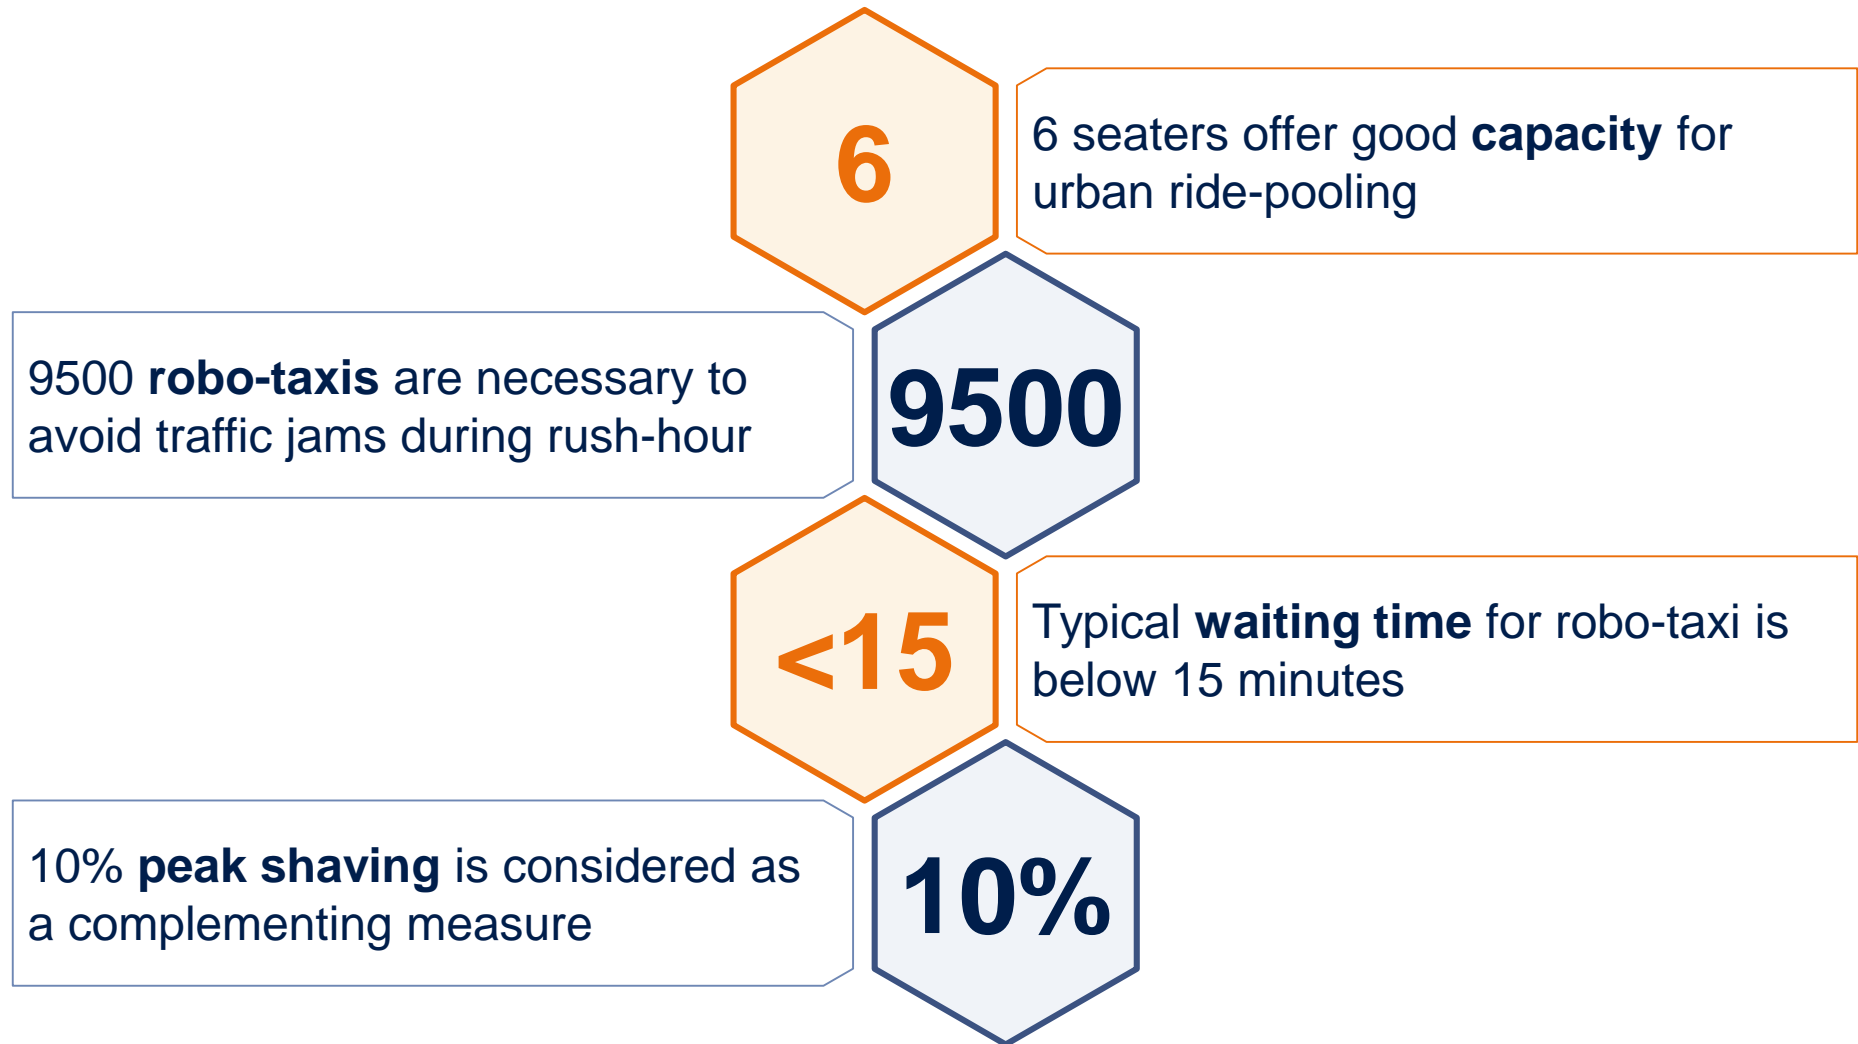 6
6 seaters offer good capacity for
urban ride-pooling
9500 robo-taxis are necessary to
avoid traffic jams during rush-hour
9500
<15
Typical waiting time for robo-taxi is
below 15 minutes
10% peak shaving is considered as
a complementing measure
10%